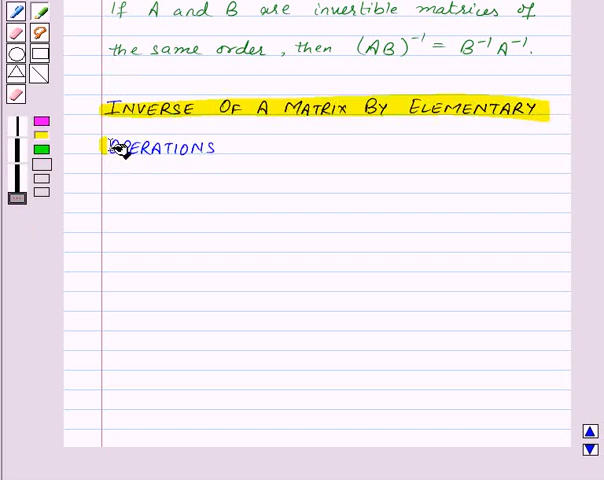 If A and B are invertible matrices of
the same order, then (AB)⁻¹ = B⁻¹A⁻¹.
INVERSE OF A MATRIX BY ELEMENTARY
OPERATIONS